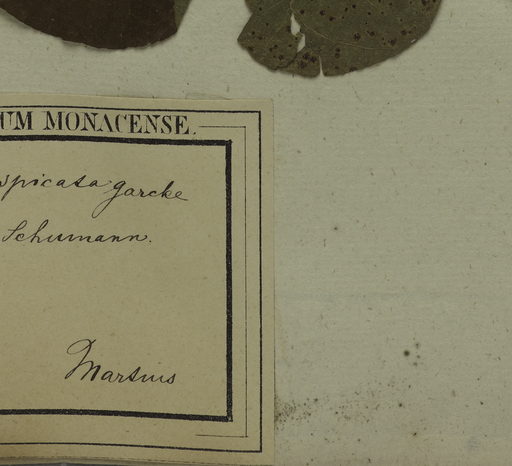 UM MONACENSE.
spicata Garcke
Schumann.
Martius